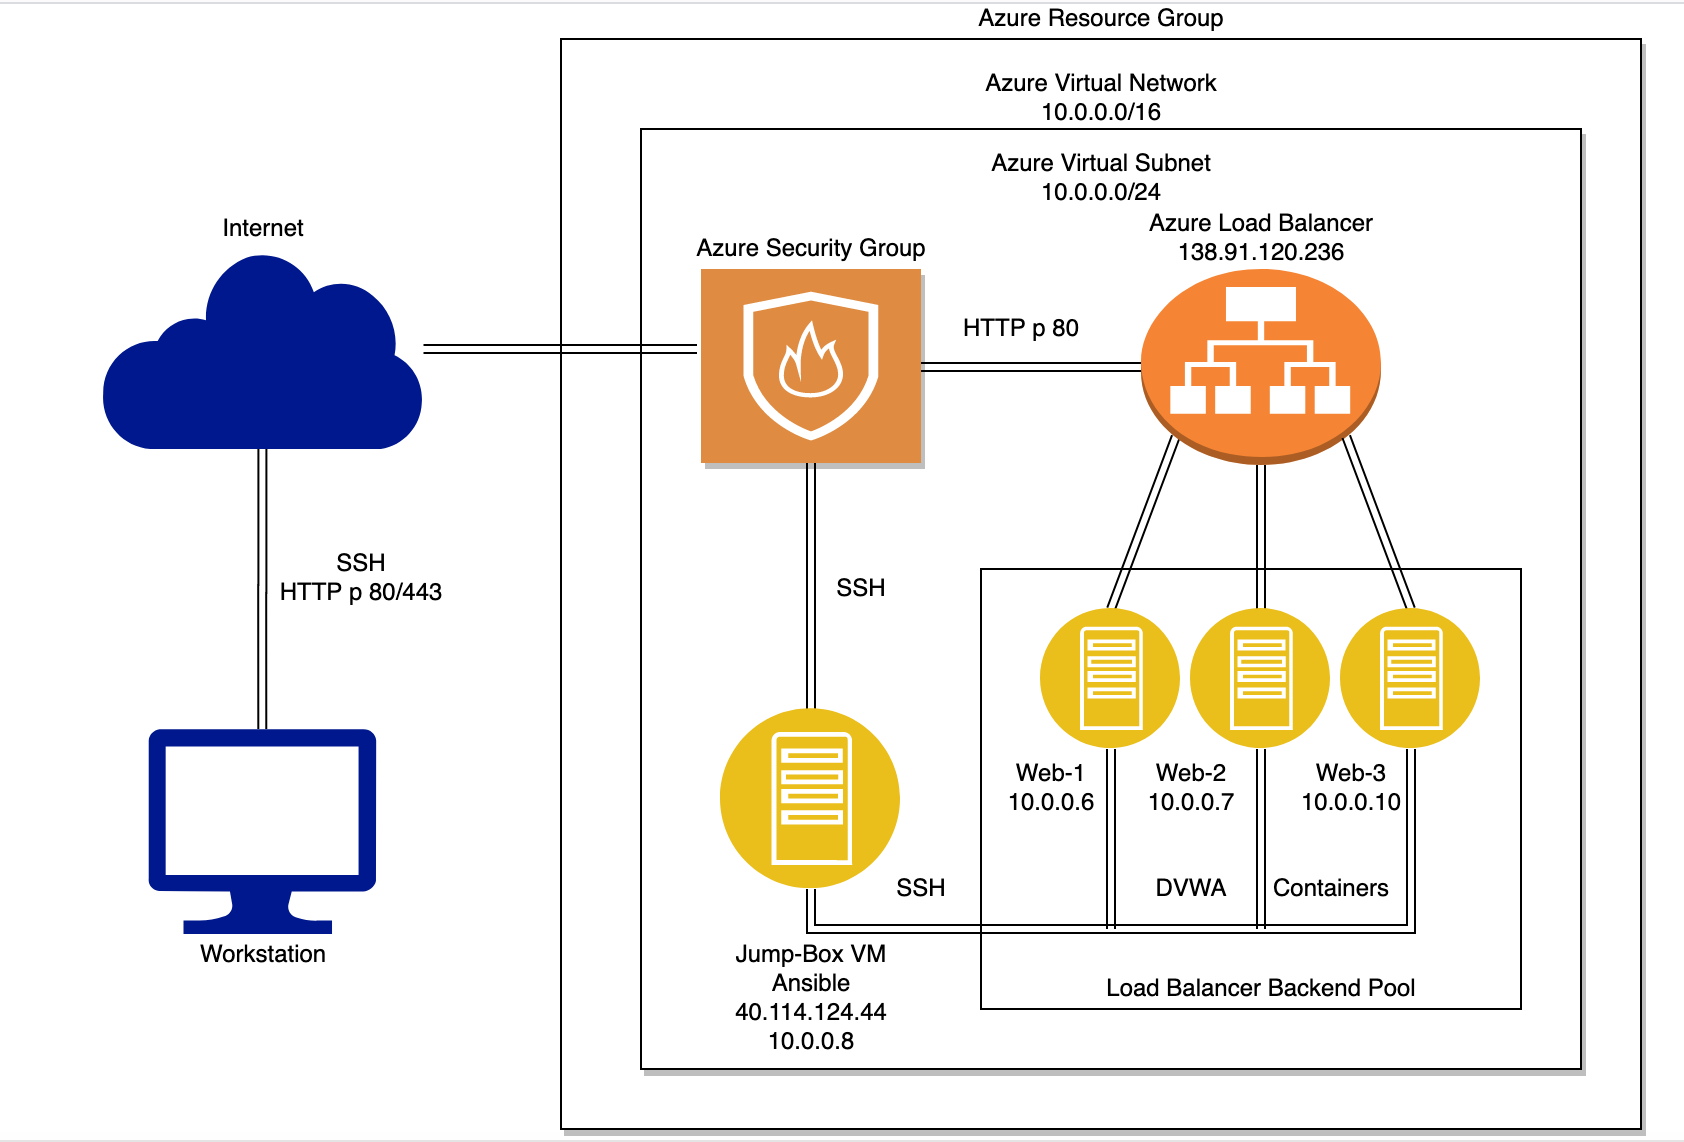 Azure Resource Group
Azure Virtual Network
10.0.0.0/16
Azure Virtual Subnet
10.0.0.0/24
Internet
Azure Security Group
Azure Load Balancer
138.91.120.236
HTTP p 80
SSH
HTTP p 80/443
SSH
Web-1
10.0.0.6
Web-2
10.0.0.7
Web-3
10.0.0.10
SSH
DVWA
Containers
Workstation
Jump-Box VM
Ansible
40.114.124.44
10.0.0.8
Load Balancer Backend Pool